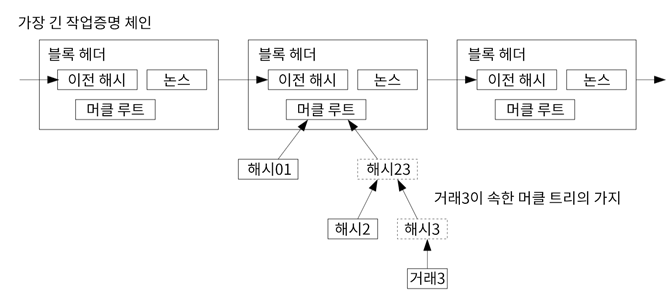 가장 긴 작업증명 체인
블록 헤더 블록 헤더 블록 헤더
이전 해시 논스 이전 해시 논스 이전 해시 논스
머클 루트 머클 루트 머클 루트
해시01 해시23
거래3이 속한 머클 트리의 가지
해시2 해시3
거래3